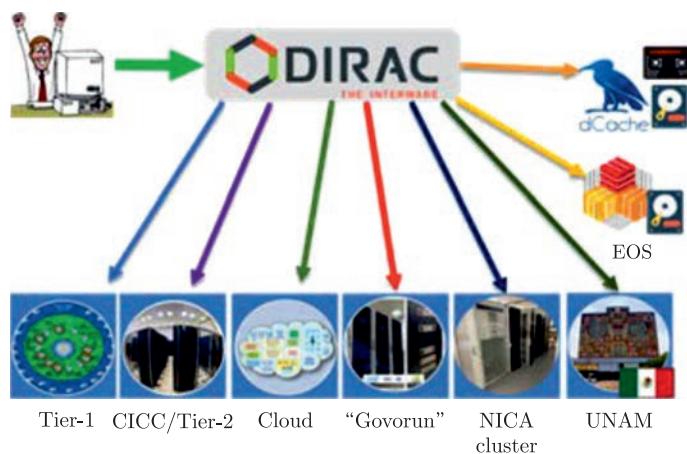 DIRAC
THE INTERWARE
dCache
EOS
Tier-1
CICC/Tier-2
Cloud
“Govorun”
NICA
cluster
UNAM